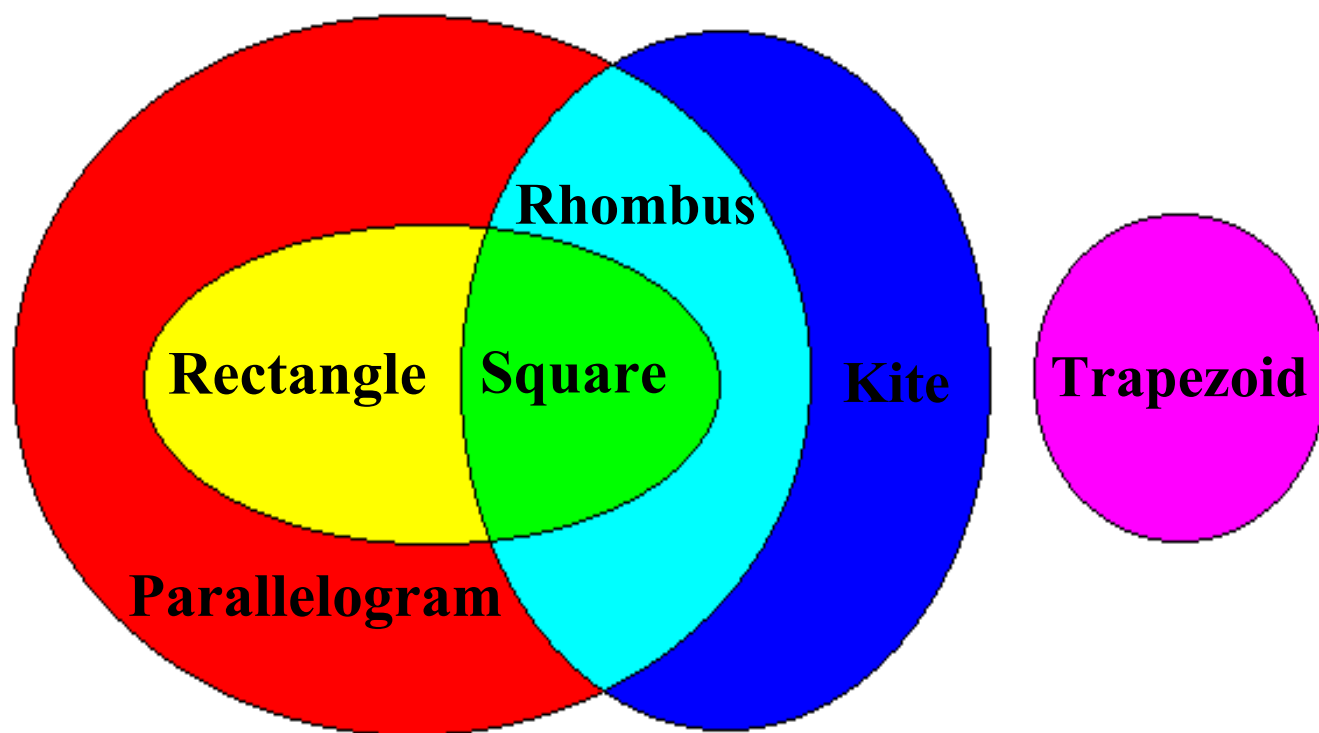 Rhombus
Rectangle
Square
Kite
Trapezoid
Parallelogram